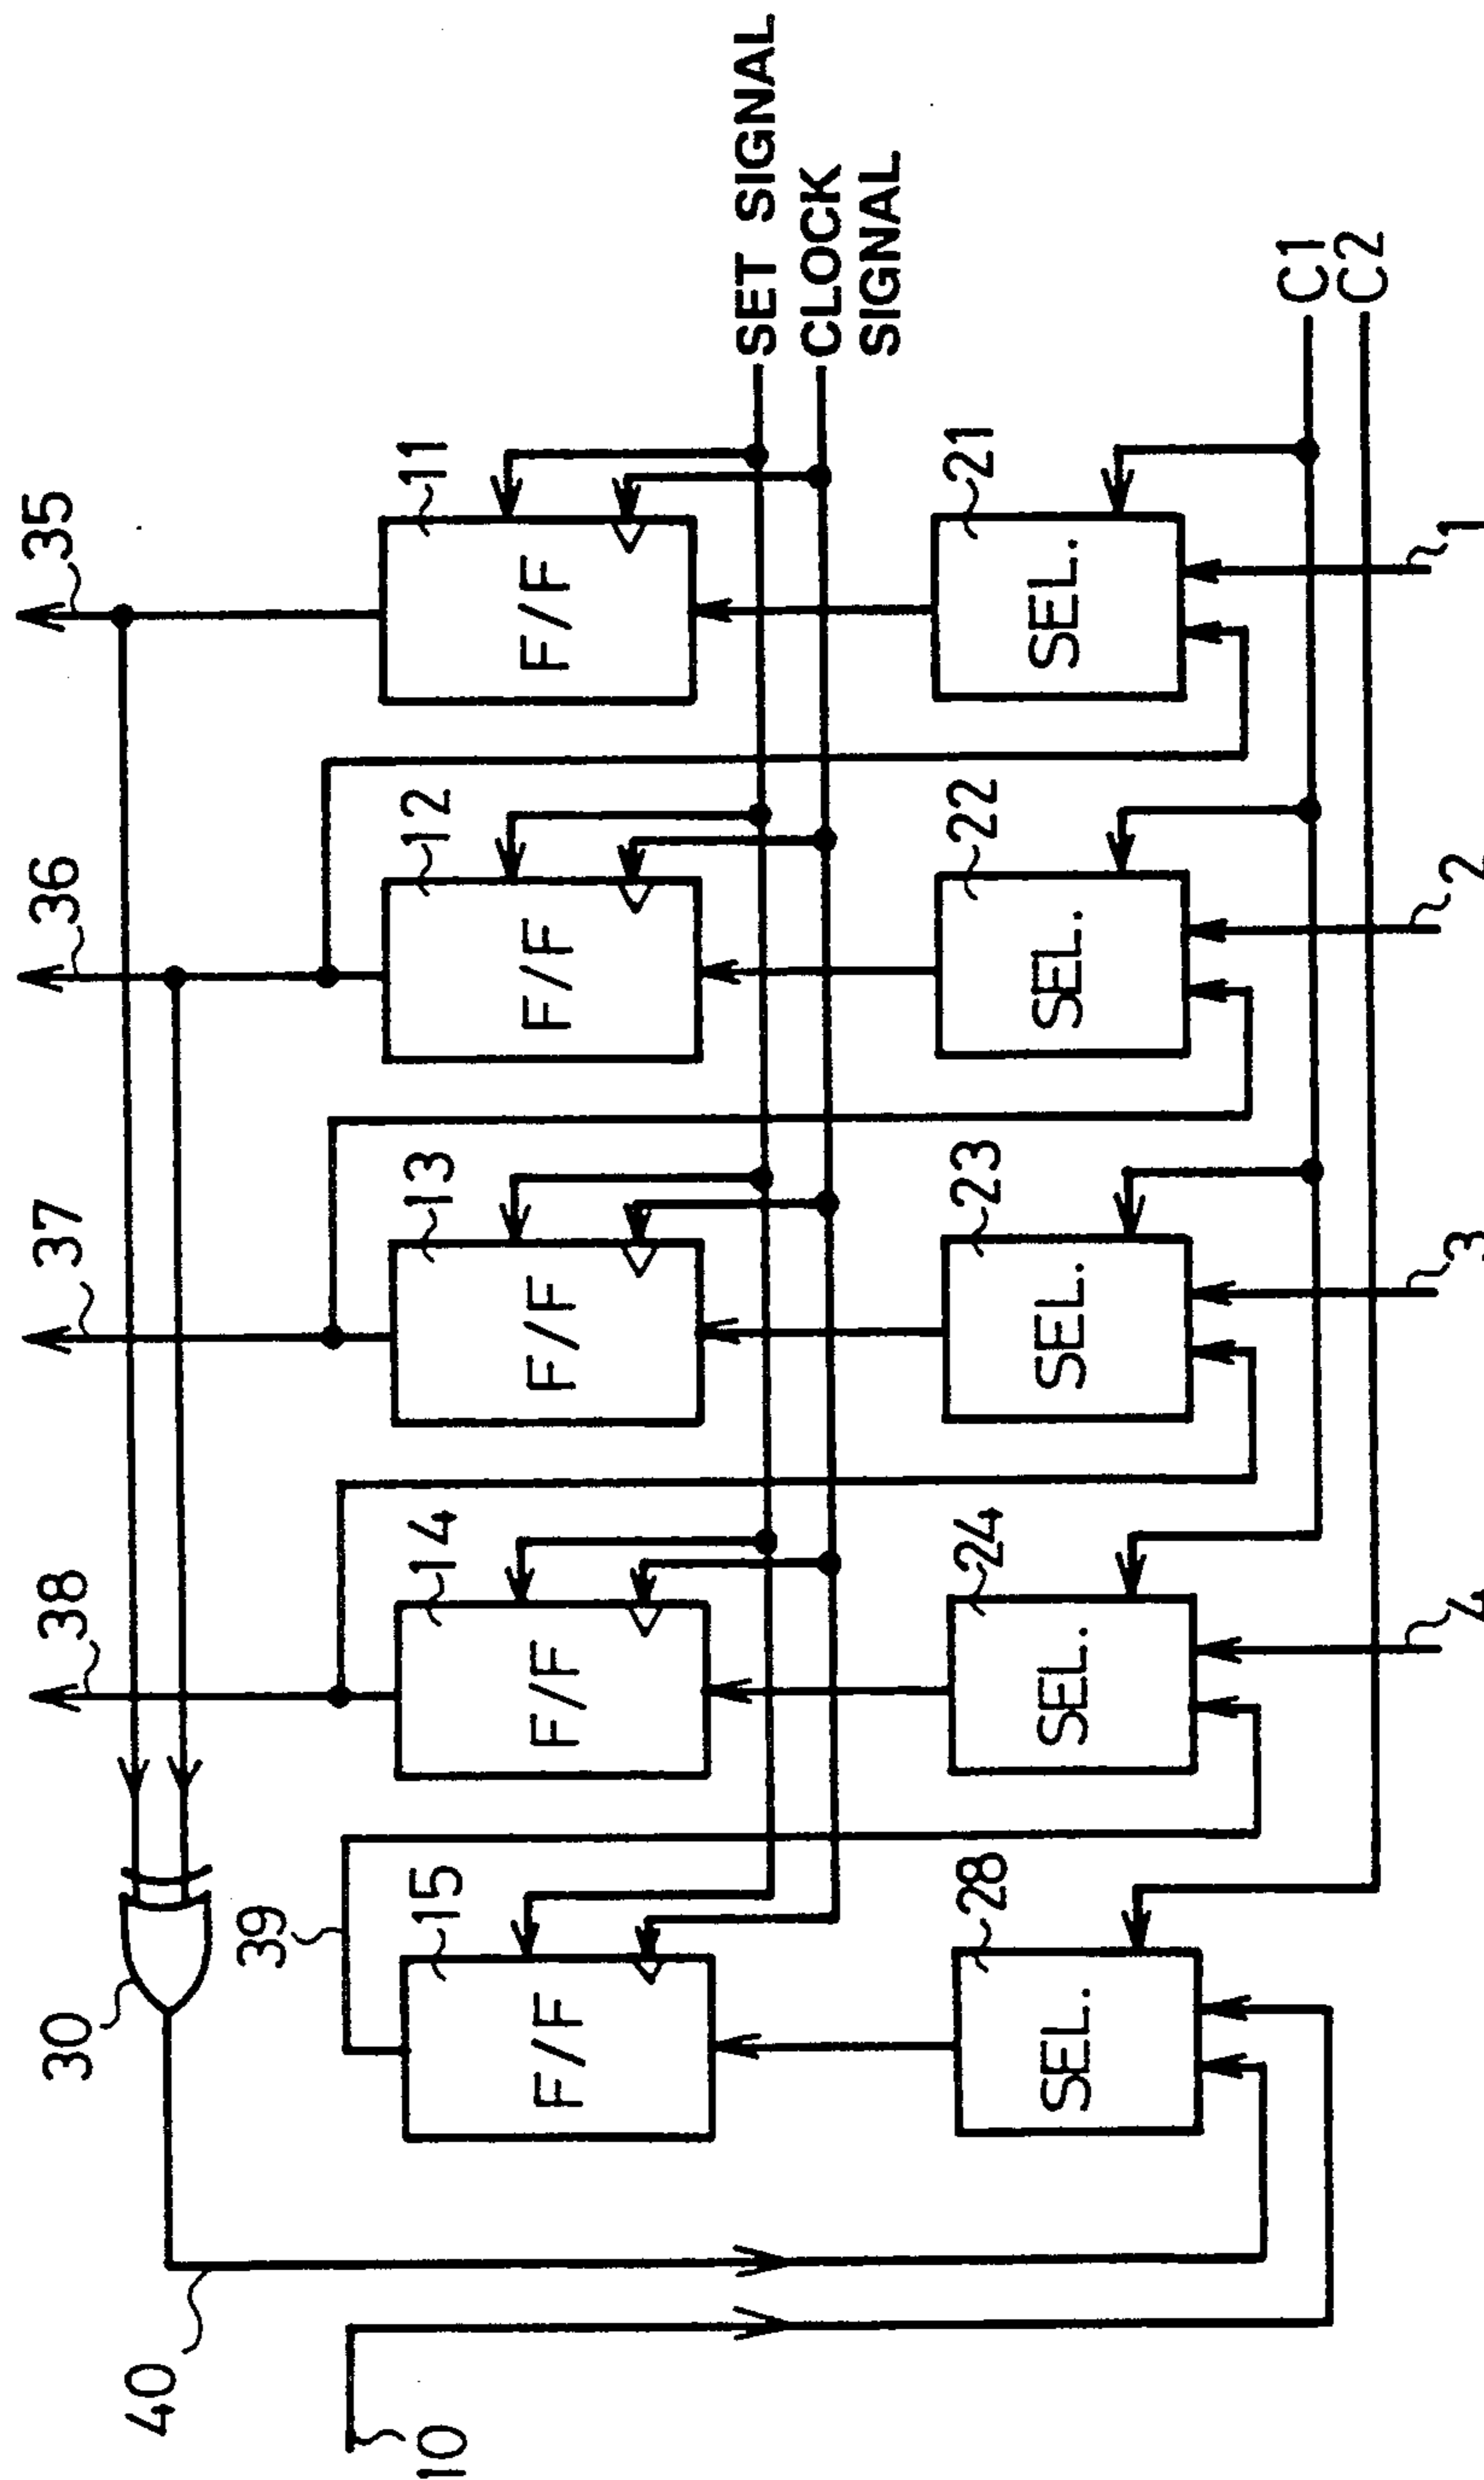 30
38
37
36
35
40
39
10
15
14
13
12
11
F/F
F/F
F/F
F/F
F/F
SET SIGNAL
CLOCK
SIGNAL
28
24
23
22
21
SEL.
SEL.
SEL.
SEL.
SEL.
C1
C2
4
3
2
1